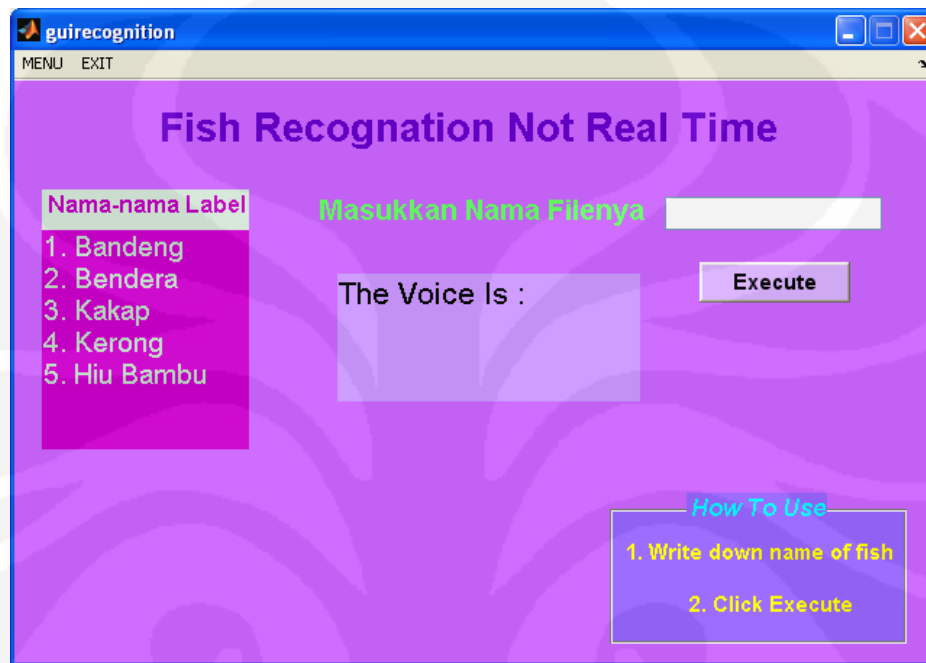 guirecognition
MENU EXIT
Fish Recognation Not Real Time
Nama-nama Label
1. Bandeng
2. Bendera
3. Kakap
4. Kerong
5. Hiu Bambu
Masukkan Nama Filenya
Execute
The Voice Is :
How To Use
1. Write down name of fish
2. Click Execute